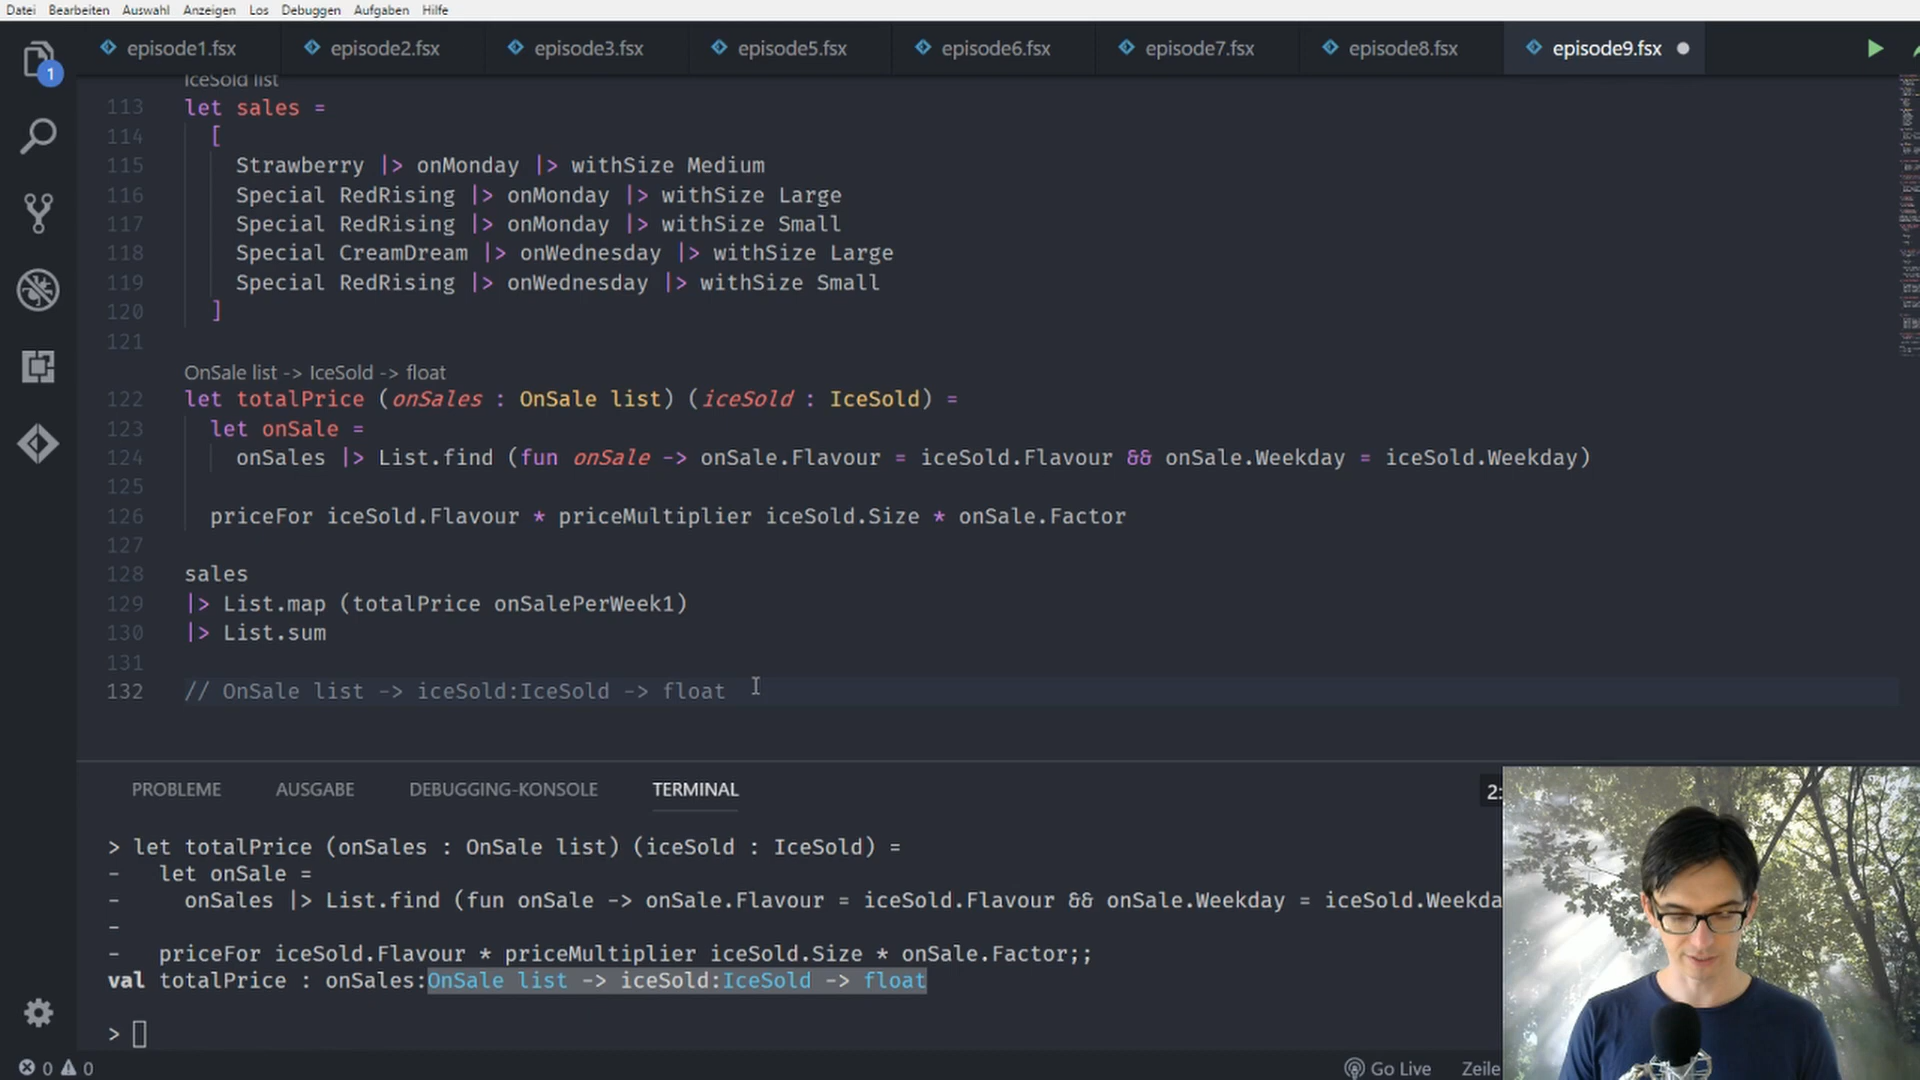 Datei Bearbeiten Auswahl Anzeigen Los Debuggen Aufgaben Hilfe
episode1.fsx episode2.fsx episode3.fsx episode5.fsx episode6.fsx episode7.fsx episode8.fsx episode9.fsx
1
IceSold list
113 let sales =
114 [
115 Strawberry |> onMonday |> withSize Medium
116 Special RedRising |> onMonday |> withSize Large
117 Special RedRising |> onMonday |> withSize Small
118 Special CreamDream |> onWednesday |> withSize Large
119 Special RedRising |> onWednesday |> withSize Small
120 ]
121
OnSale list -> IceSold -> float
122 let totalPrice (onSales : OnSale list) (iceSold : IceSold) =
123 let onSale =
124 onSales |> List.find (fun onSale -> onSale.Flavour = iceSold.Flavour && onSale.Weekday = iceSold.Weekday)
125
126 priceFor iceSold.Flavour * priceMultiplier iceSold.Size * onSale.Factor
127
128 sales
129 |> List.map (totalPrice onSalePerWeek1)
130 |> List.sum
131
132 // OnSale list -> iceSold:IceSold -> float
PROBLEME AUSGABE DEBUGGING-KONSOLE TERMINAL 2:
> let totalPrice (onSales : OnSale list) (iceSold : IceSold) =
- let onSale =
- onSales |> List.find (fun onSale -> onSale.Flavour = iceSold.Flavour && onSale.Weekday = iceSold.Weekda
-
- priceFor iceSold.Flavour * priceMultiplier iceSold.Size * onSale.Factor;;
val totalPrice : onSales:OnSale list -> iceSold:IceSold -> float
>
0 0 Go Live Zeile